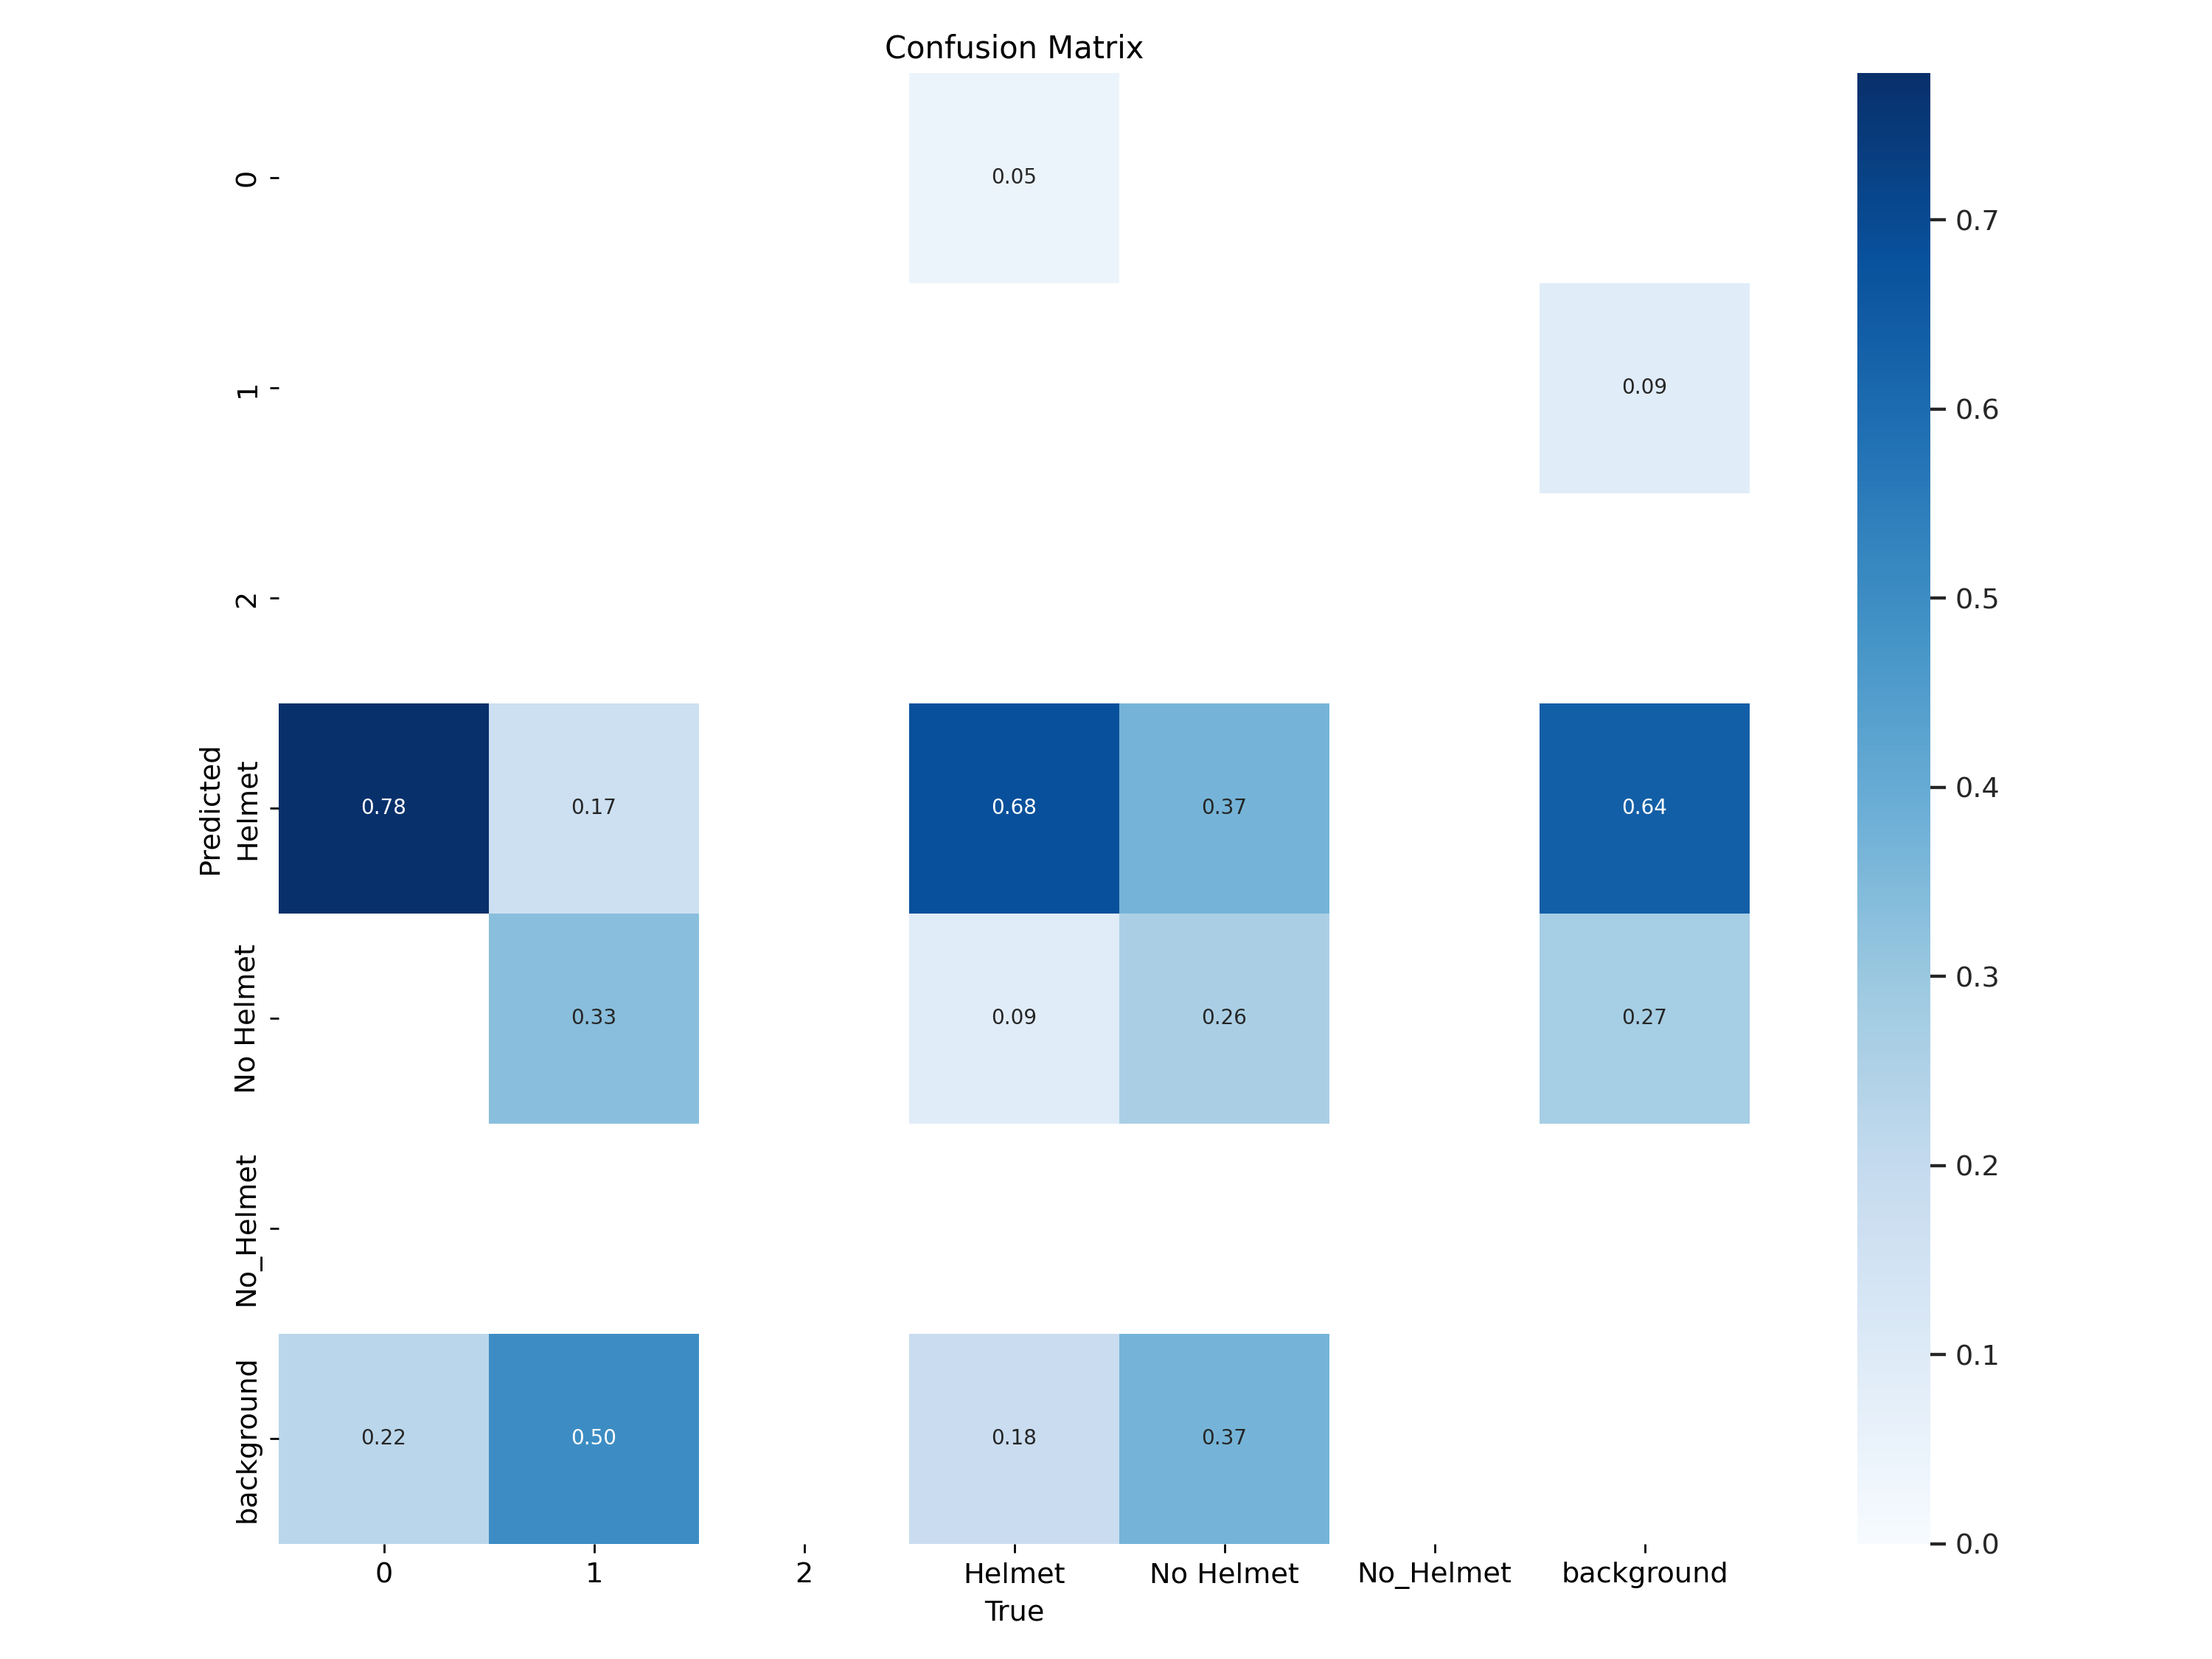 Confusion Matrix
0
0.05
1
0.09
2
Predicted
Helmet
0.78 0.17 0.68 0.37 0.64
No Helmet
0.33 0.09 0.26 0.27
No_Helmet
background
0.22 0.50 0.18 0.37
0 1 2 Helmet No Helmet No_Helmet background
True
0.7
0.6
0.5
0.4
0.3
0.2
0.1
0.0